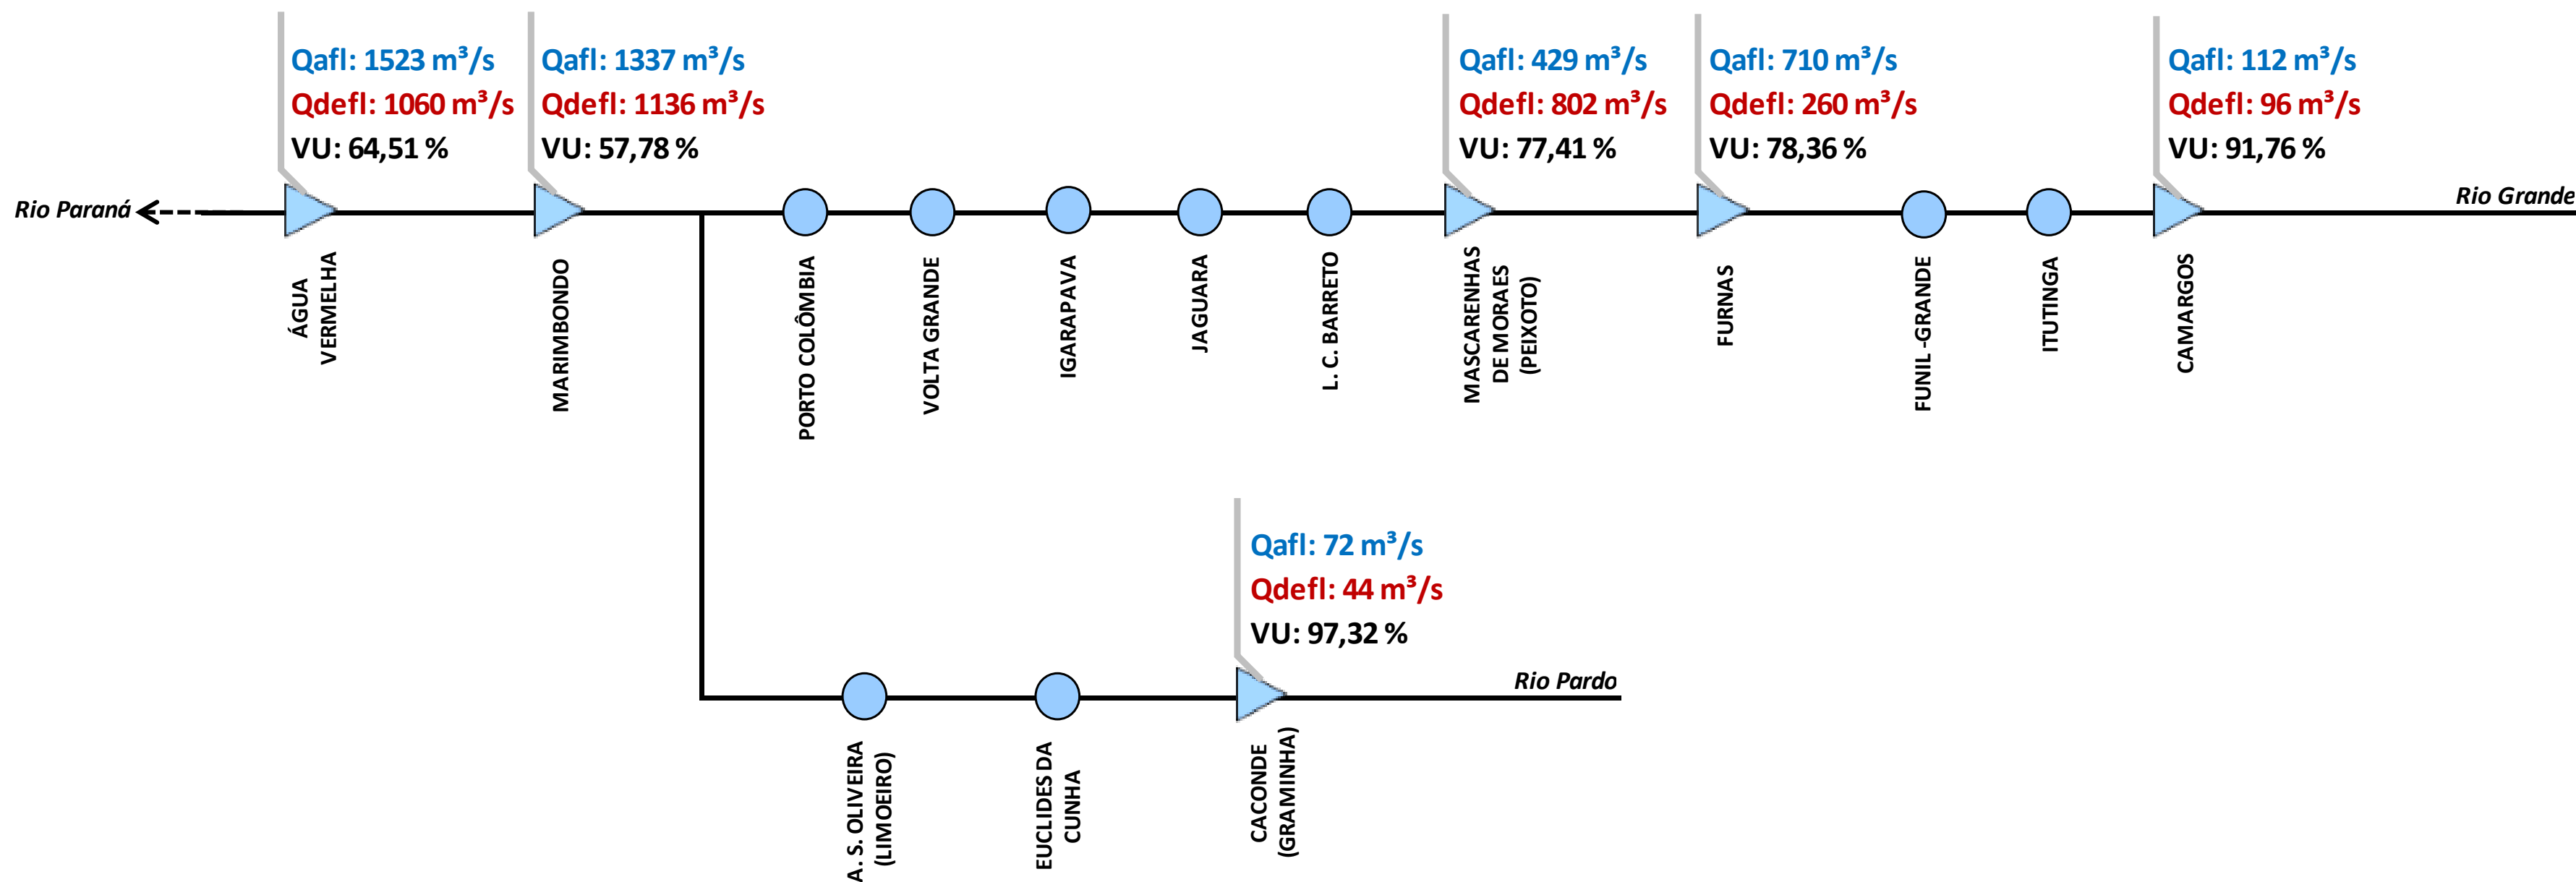 Qafl: 1523 m³/s
Qdefl: 1060 m³/s
VU: 64,51 %
Qafl: 1337 m³/s
Qdefl: 1136 m³/s
VU: 57,78 %
Qafl: 429 m³/s
Qdefl: 802 m³/s
VU: 77,41 %
Qafl: 710 m³/s
Qdefl: 260 m³/s
VU: 78,36 %
Qafl: 112 m³/s
Qdefl: 96 m³/s
VU: 91,76 %
Rio Paraná
Rio Grande
ÁGUA
VERMELHA
MARIMBONDO
PORTO COLÔMBIA
VOLTA GRANDE
IGARAPAVA
JAGUARA
L. C. BARRETO
MASCARENHAS
DE MORAES
(PEIXOTO)
FURNAS
FUNIL -GRANDE
ITUTINGA
CAMARGOS
Qafl: 72 m³/s
Qdefl: 44 m³/s
VU: 97,32 %
Rio Pardo
A. S. OLIVEIRA
(LIMOEIRO)
EUCLIDES DA
CUNHA
CACONDE
(GRAMINHA)